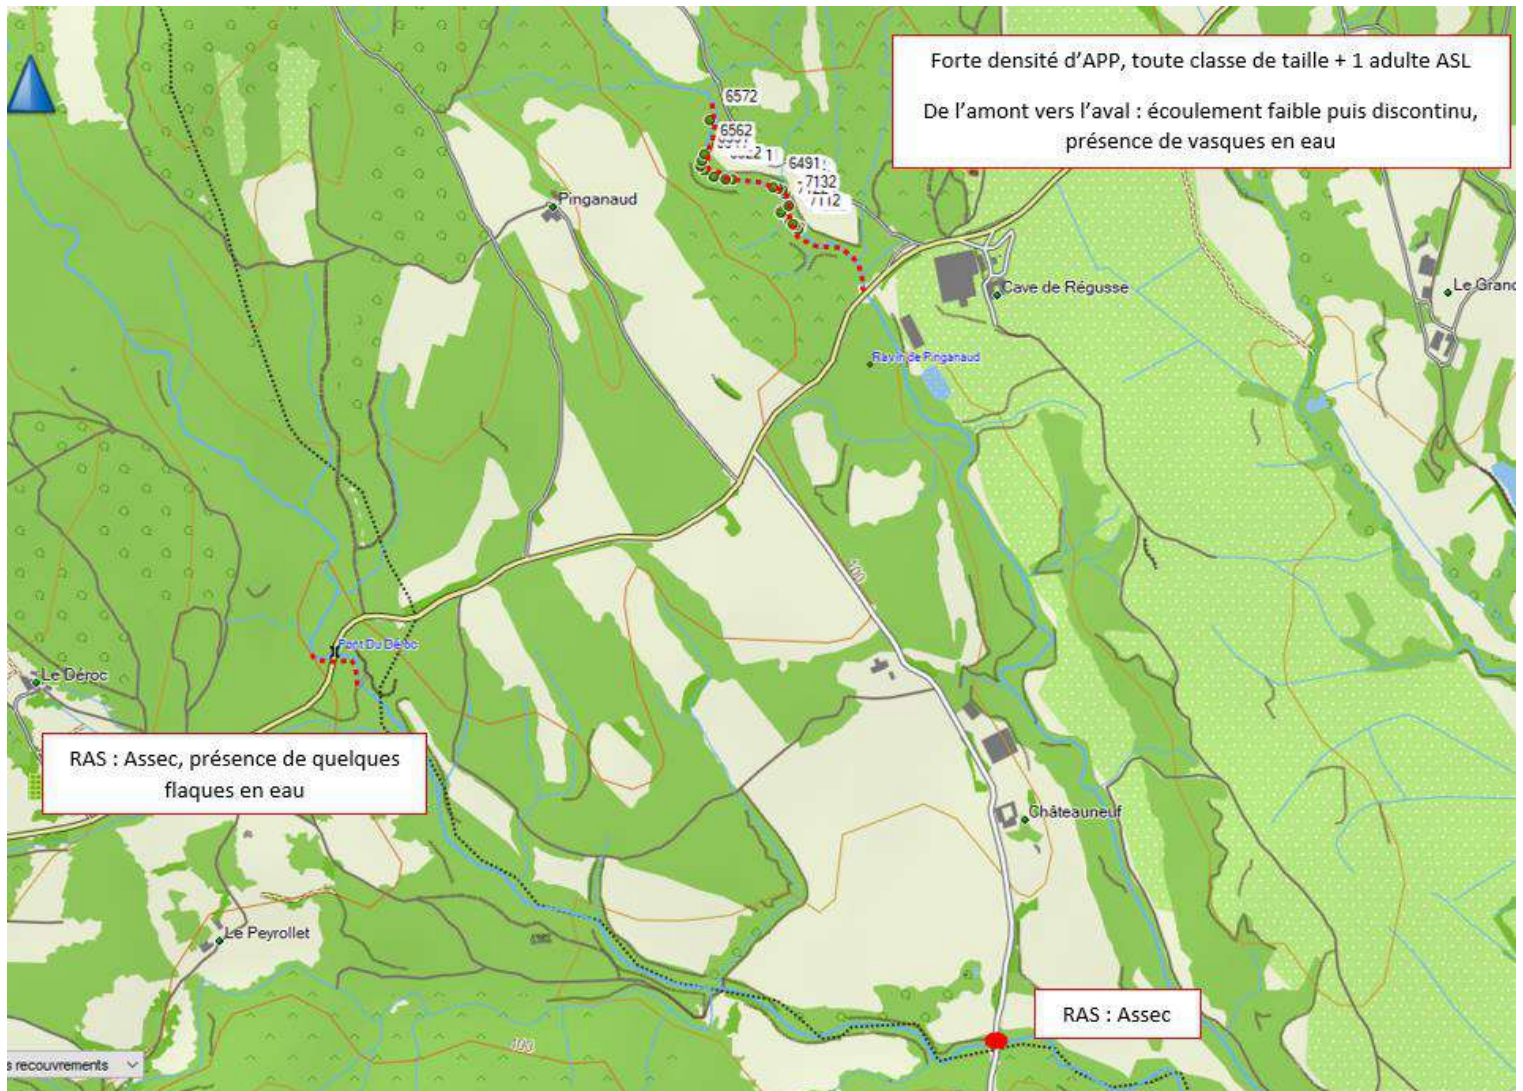 Forte densité d’APP, toute classe de taille + 1 adulte ASL
De l’amont vers l’aval : écoulement faible puis discontinu,
présence de vasques en eau
6572
6562
6491
7132
7112
Pinganaud
Cave de Régusse
Le Grand
Ravin de Pinganaud
100
Pont Du Déroc
Le Déroc
RAS : Assec, présence de quelques
flaques en eau
Châteauneuf
Le Peyrollet
RAS : Assec
100
s recouvrements